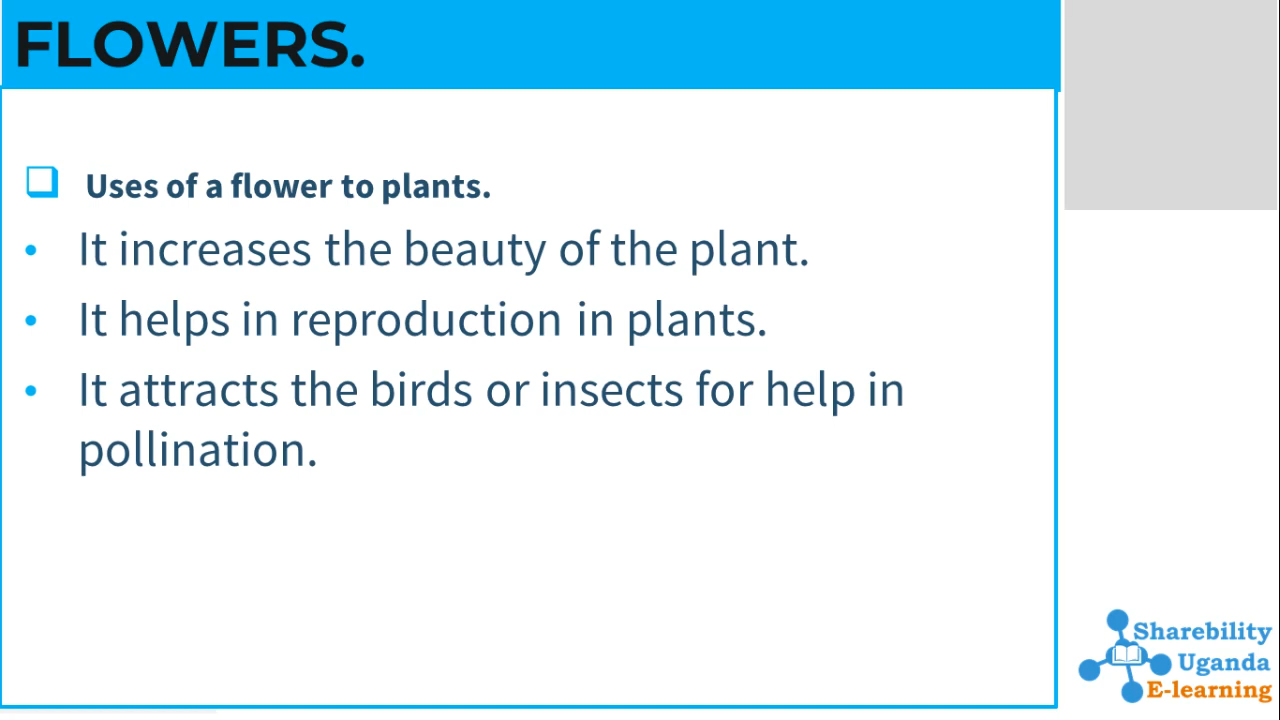 FLOWERS.
❑ Uses of a flower to plants.
• It increases the beauty of the plant.
• It helps in reproduction in plants.
• It attracts the birds or insects for help in
pollination.
Sharebility
Uganda
E-learning